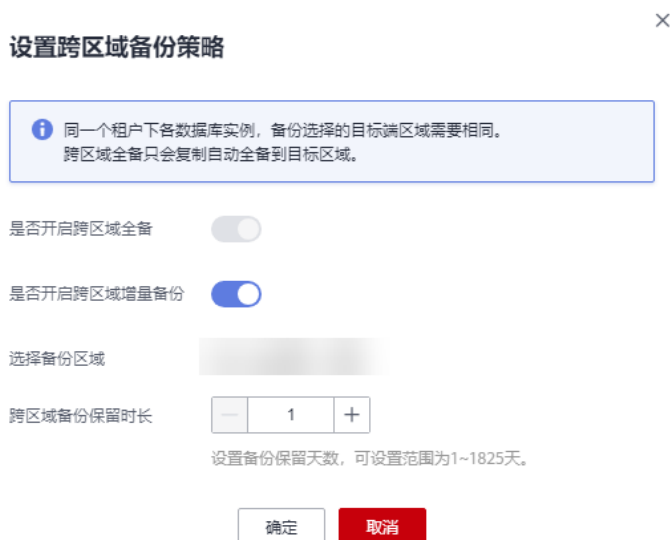 设置跨区域备份策略
同一个租户下各数据库实例，备份选择的目标端区域需要相同。
跨区域全备只会复制自动全备到目标区域。
是否开启跨区域全备
是否开启跨区域增量备份
选择备份区域
跨区域备份保留时长
1
设置备份保留天数，可设置范围为1~1825天。
确定 取消